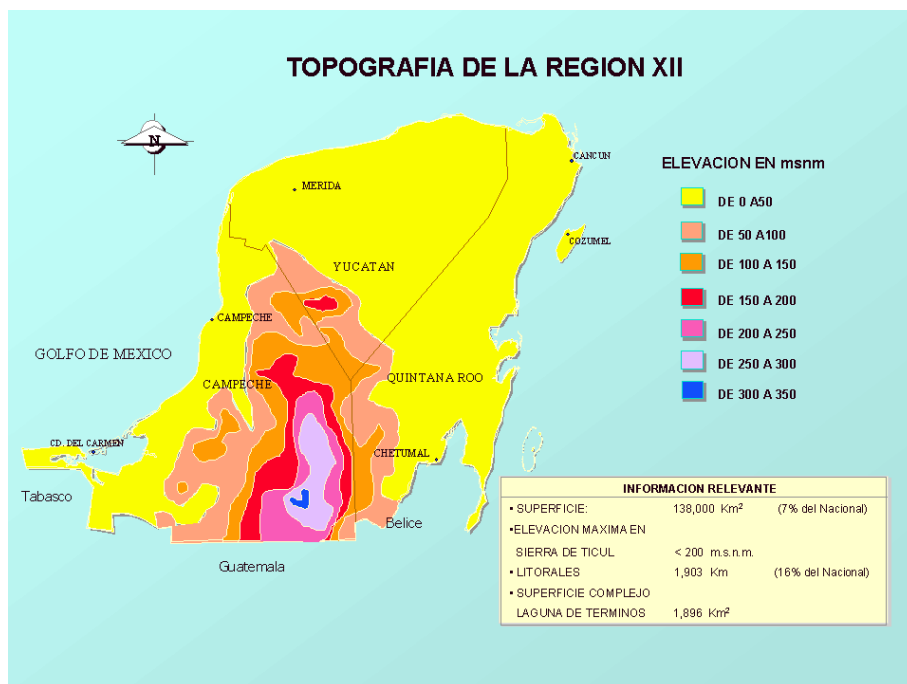 TOPOGRAFIA DE LA REGION XII
N
CANCUN
MERIDA
COZUMEL
YUCATAN
CAMPECHE
GOLFO DE MEXICO
CAMPECHE
QUINTANA ROO
CD. DEL CARMEN
CHETUMAL
Tabasco
Belice
Guatemala
ELEVACION EN msnm
DE 0 A50
DE 50 A100
DE 100 A 150
DE 150 A 200
DE 200 A 250
DE 250 A 300
DE 300 A 350
INFORMACION RELEVANTE
• SUPERFICIE: 138,000 Km² (7% del Nacional)
•ELEVACION MAXIMA EN
SIERRA DE TICUL < 200 m.s.n.m.
• LITORALES 1,903 Km (16% del Nacional)
• SUPERFICIE COMPLEJO
LAGUNA DE TERMINOS 1,896 Km²